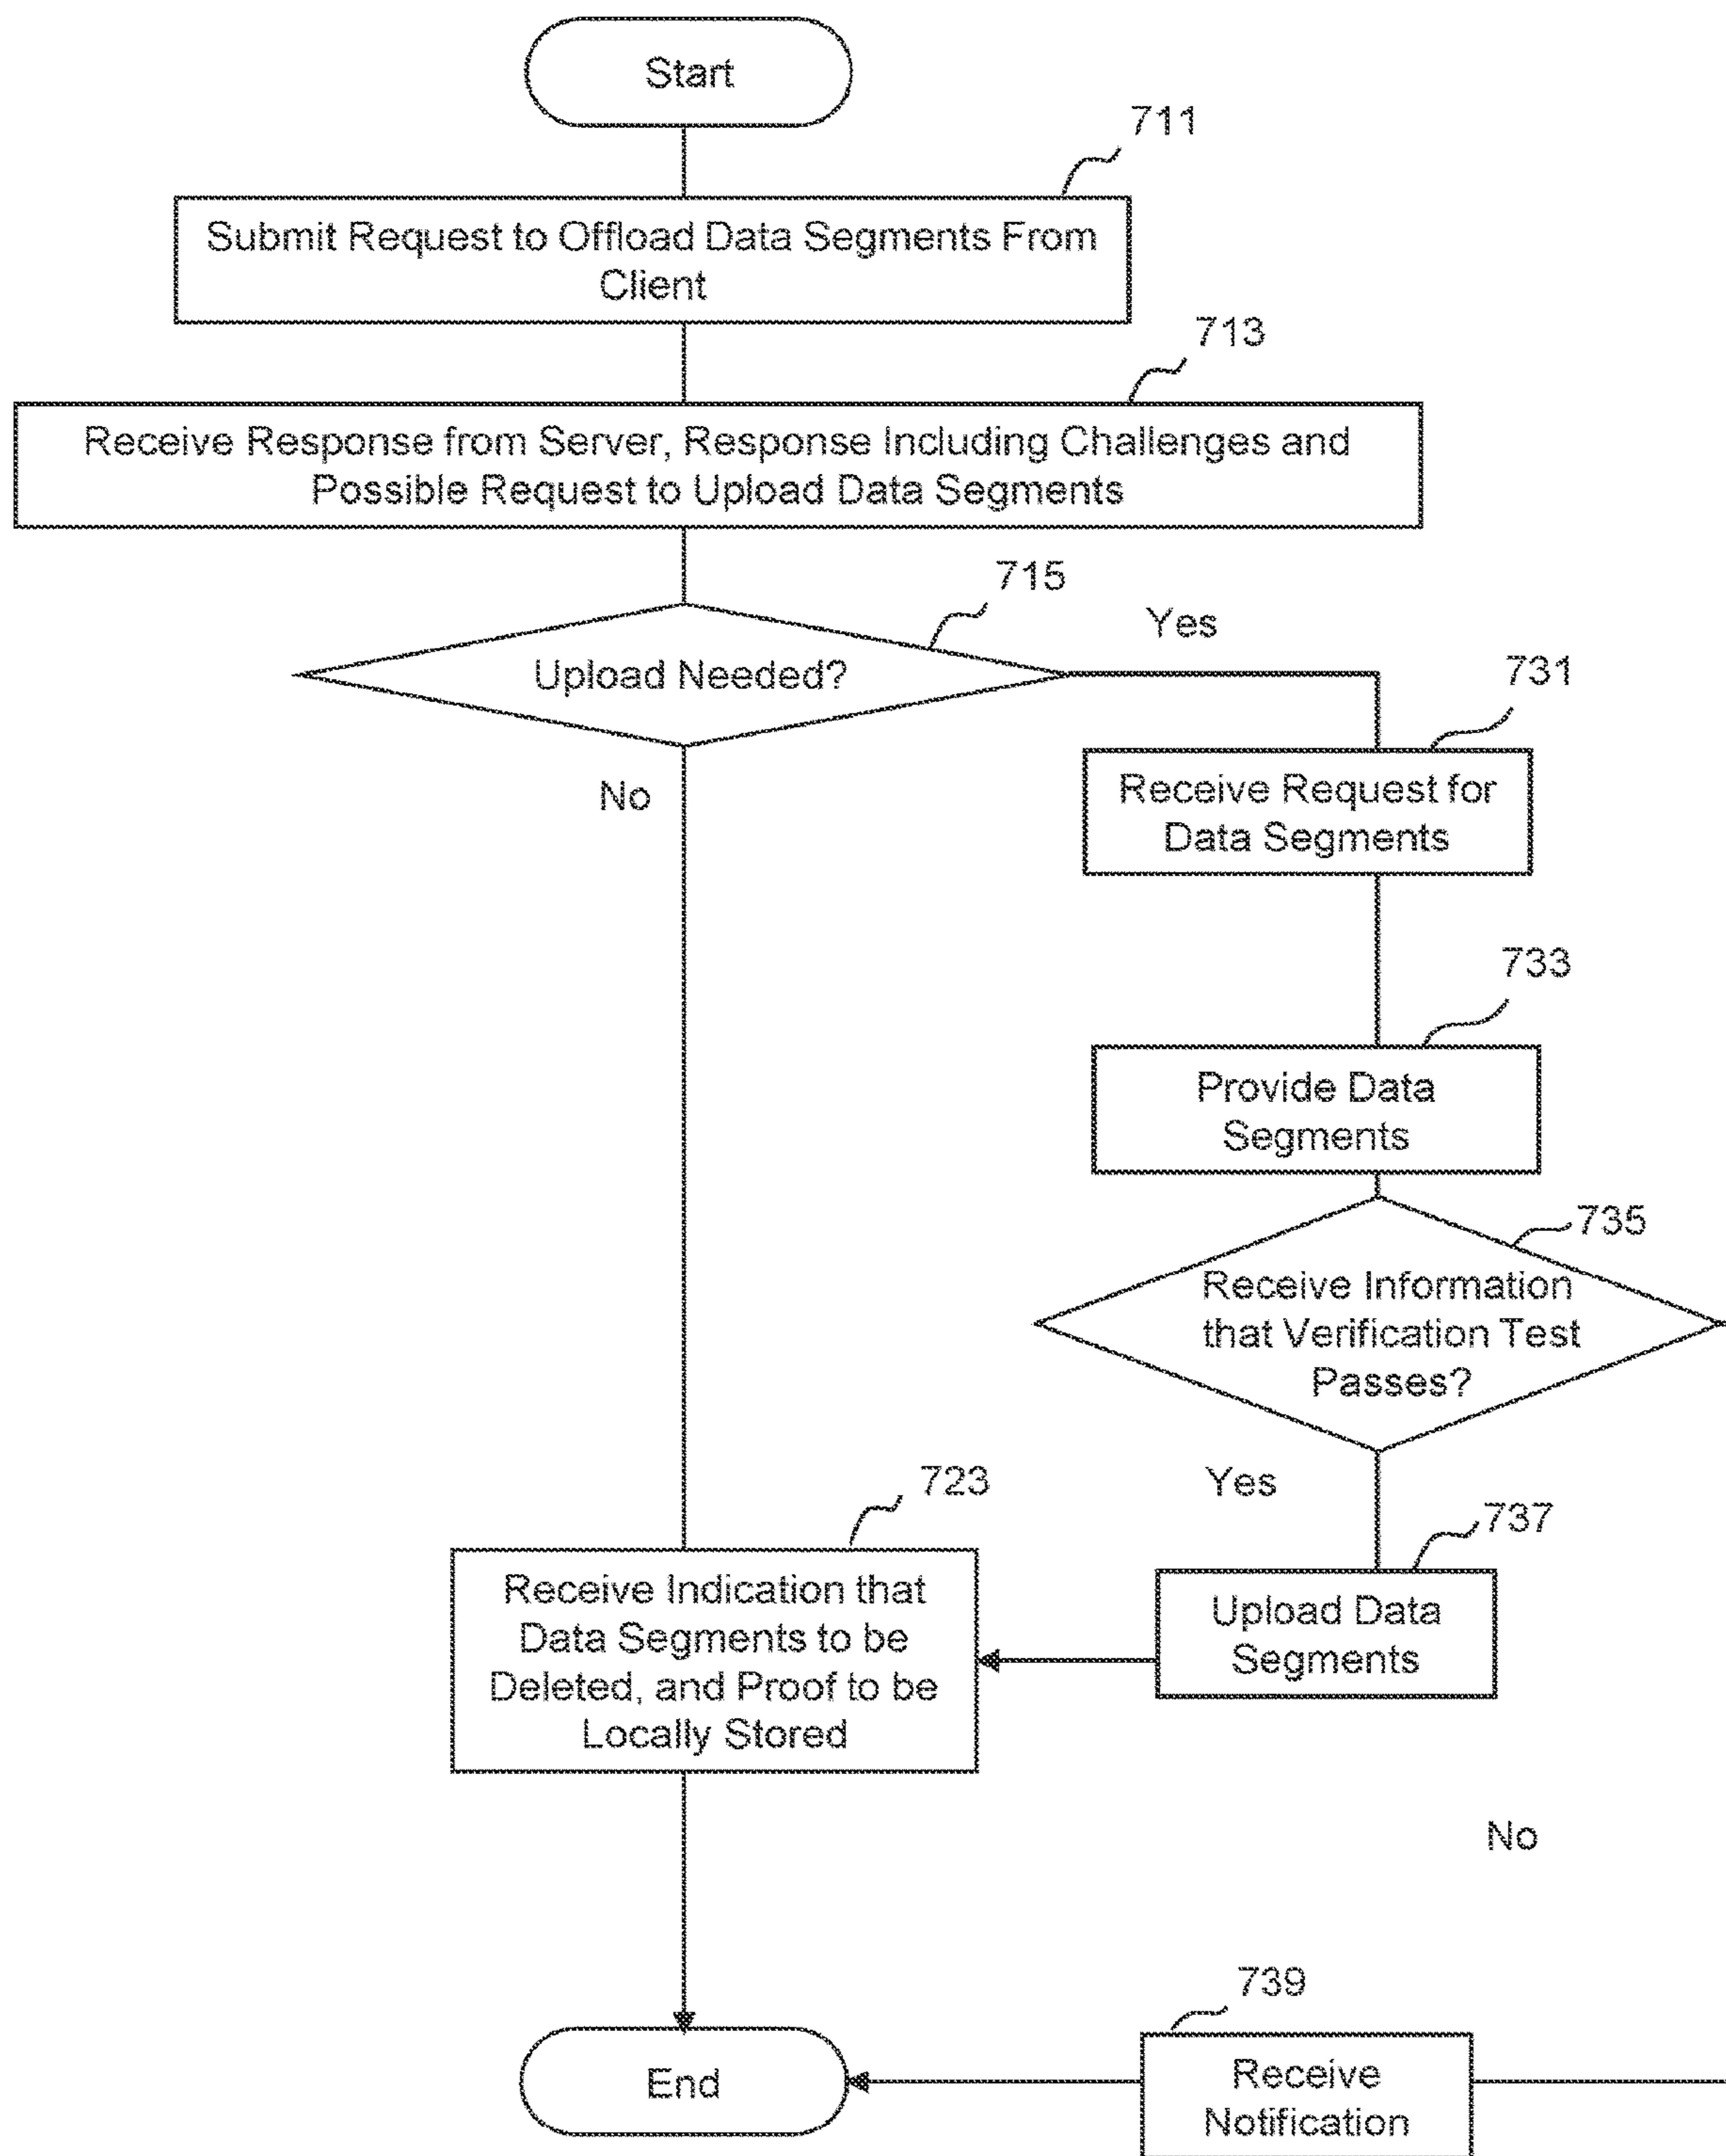 Start
711
Submit Request to Offload Data Segments From
Client
713
Receive Response from Server, Response Including Challenges and
Possible Request to Upload Data Segments
715
Yes
Upload Needed?
731
No
Receive Request for
Data Segments
733
Provide Data
Segments
735
Receive Information
that Verification Test
Passes?
723
Yes
737
Receive Indication that
Data Segments to be
Deleted, and Proof to be
Locally Stored
Upload Data
Segments
No
739
End
Receive
Notification